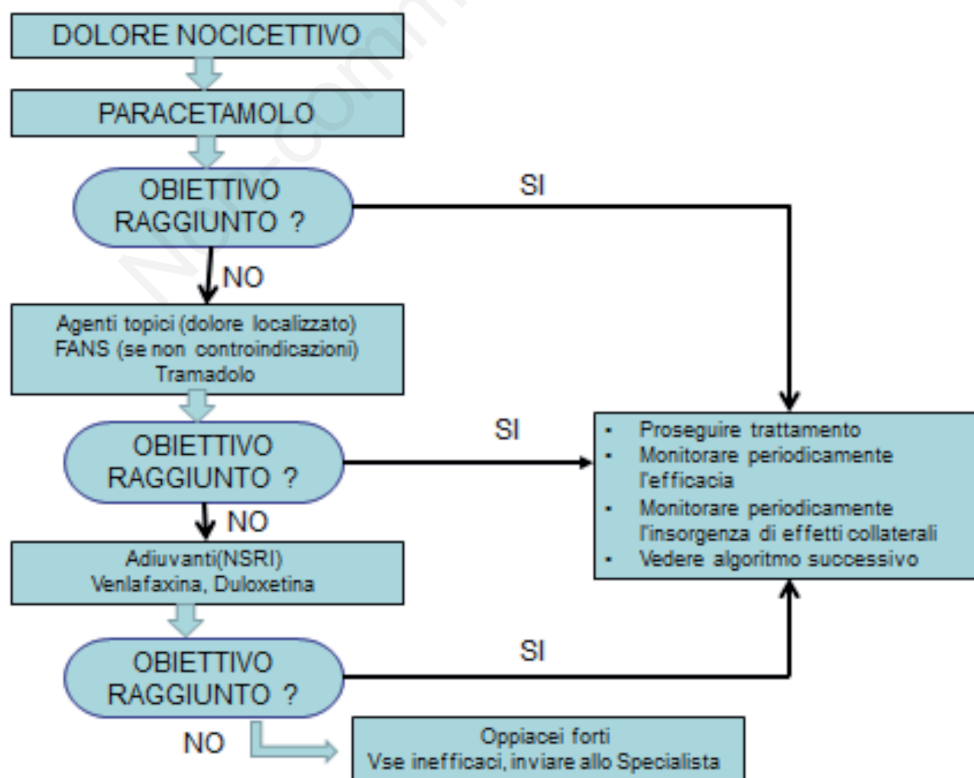 DOLORE NOCICETTIVO
PARACETAMOLO
OBIETTIVO
RAGGIUNTO ?
SI
NO
Agenti topici (dolore localizzato)
FANS (se non controindicazioni)
Tramadolo
OBIETTIVO
RAGGIUNTO ?
SI
NO
• Proseguire trattamento
• Monitorare periodicamente
l'efficacia
• Monitorare periodicamente
l'insorgenza di effetti collaterali
• Vedere algoritmo successivo
Adiuvanti(NSRI)
Venlafaxina, Duloxetina
OBIETTIVO
RAGGIUNTO ?
SI
NO
Oppiacei forti
Vse inefficaci, inviare allo Specialista